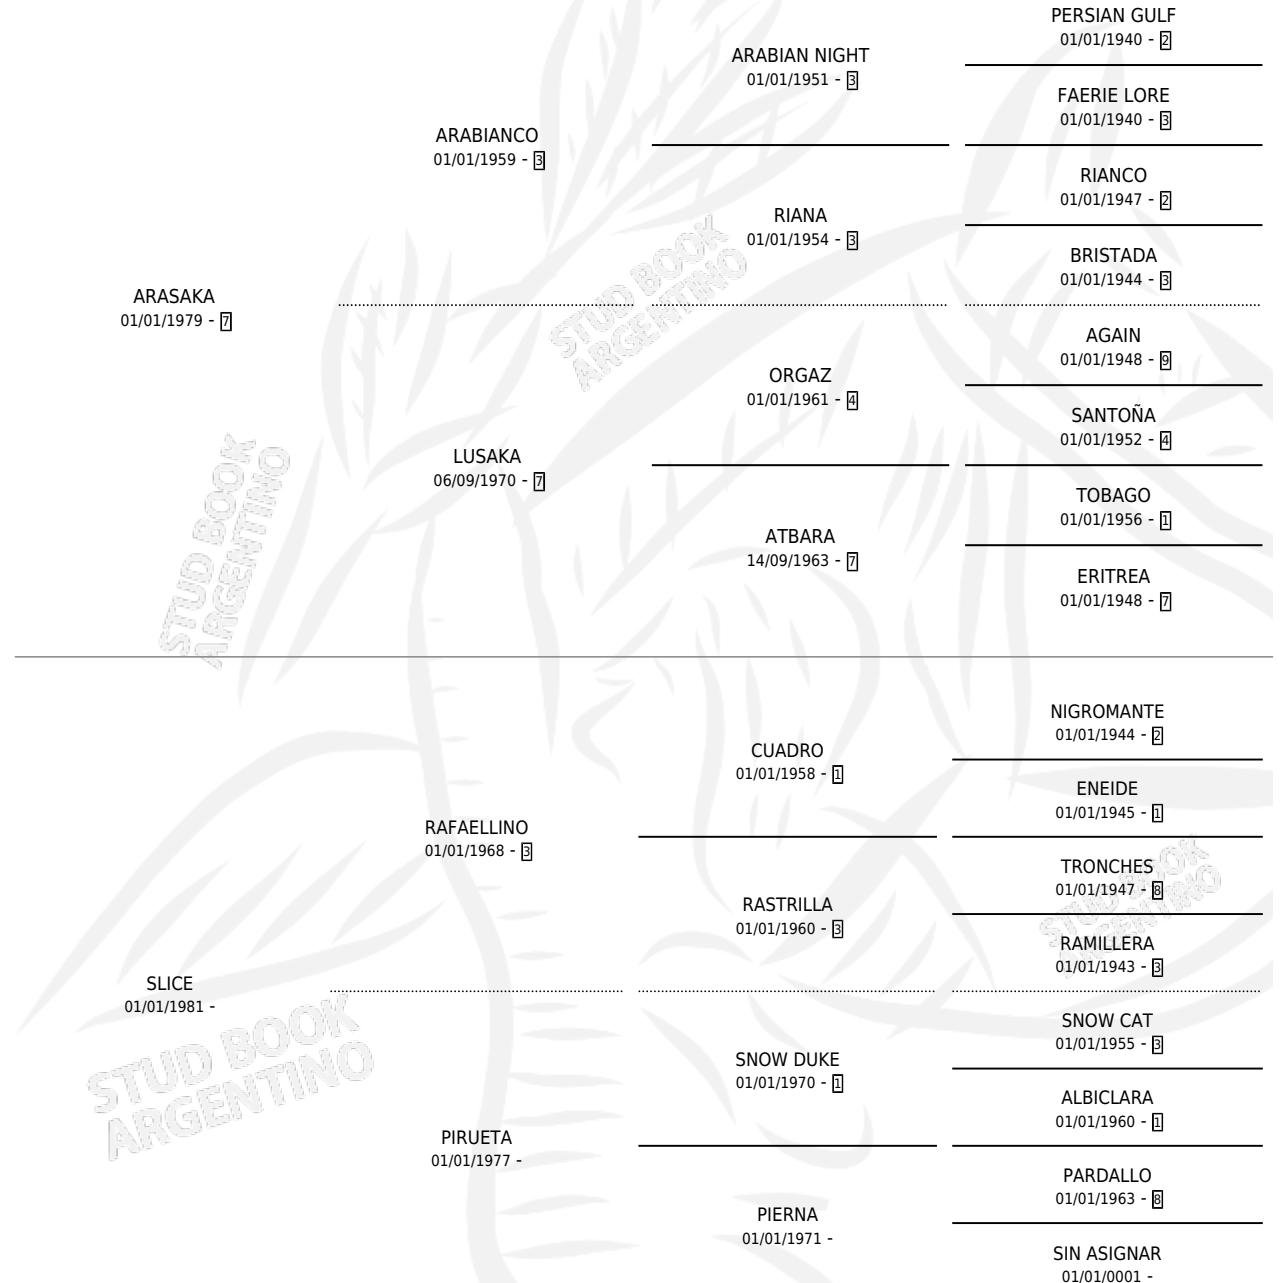 PERSIAN GULF
01/01/1940 - 2
ARABIAN NIGHT
01/01/1951 - 3
FAERIE LORE
01/01/1940 - 3
ARABIANCO
01/01/1959 - 3
RIANCO
01/01/1947 - 2
RIANA
01/01/1954 - 3
BRISTADA
01/01/1944 - 3
ARASAKA
01/01/1979 - 7
AGAIN
01/01/1948 - 9
ORGAZ
01/01/1961 - 4
SANTOÑA
01/01/1952 - 4
LUSAKA
06/09/1970 - 7
TOBAGO
01/01/1956 - 1
ATBARA
14/09/1963 - 7
ERITREA
01/01/1948 - 7
NIGROMANTE
01/01/1944 - 2
CUADRO
01/01/1958 - 1
ENEIDE
01/01/1945 - 1
RAFAELLINO
01/01/1968 - 3
TRONCHES
01/01/1947 - 8
RASTRILLA
01/01/1960 - 3
RAMILLERA
01/01/1943 - 3
SLICE
01/01/1981 -
SNOW CAT
01/01/1955 - 3
SNOW DUKE
01/01/1970 - 1
ALBICLARA
01/01/1960 - 1
PIRUETA
01/01/1977 -
PARDALLO
01/01/1963 - 8
PIERNA
01/01/1971 -
SIN ASIGNAR
01/01/0001 -
STUD BOOK
ARGENTINO
STUD BOOK
ARGENTINO
STUD BOOK
ARGENTINO
STUD BOOK
ARGENTINO